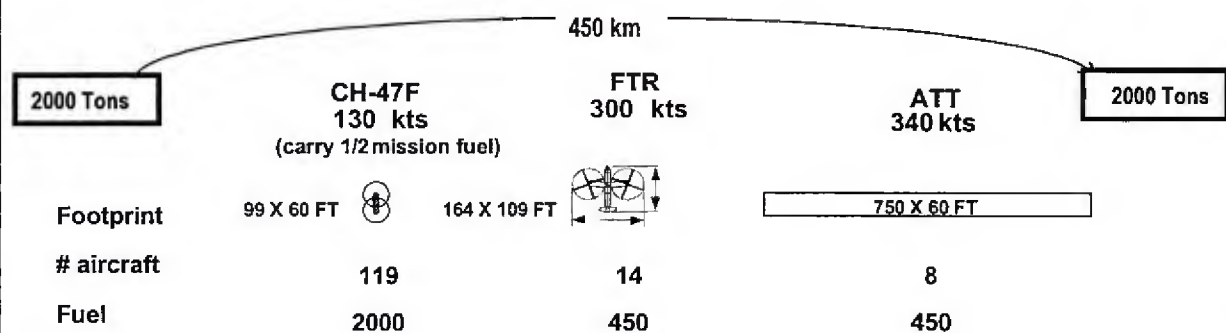 450 km
2000 Tons
CH-47F
130 kts
(carry 1/2 mission fuel)
FTR
300 kts
ATT
340 kts
2000 Tons
Footprint 99 X 60 FT 164 X 109 FT 750 X 60 FT
# aircraft 119 14 8
Fuel 2000 450 450